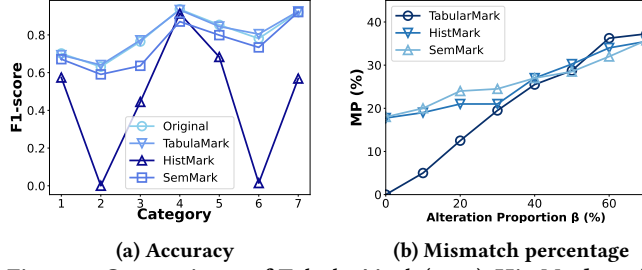 F1-score
0.8
0.6
0.4
0.2
0.0
Original
TabulaMark
HistMark
SemMark
1 2 3 4 5 6 7
Category
(a) Accuracy
MP (%)
40
30
20
10
0
TabularMark
HistMark
SemMark
0 20 40 60
Alteration Proportion β (%)
(b) Mismatch percentage